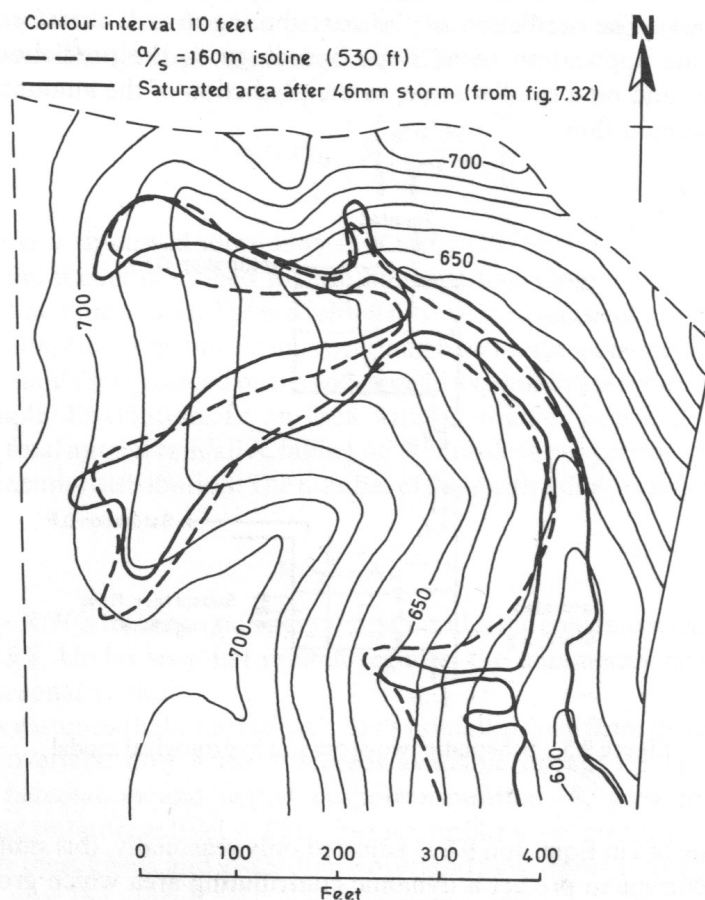 Contour interval 10 feet
N
a/s = 160 m isoline (530 ft)
Saturated area after 46mm storm (from fig. 7.32)
700
650
700
650
700
600
0 100 200 300 400
Feet